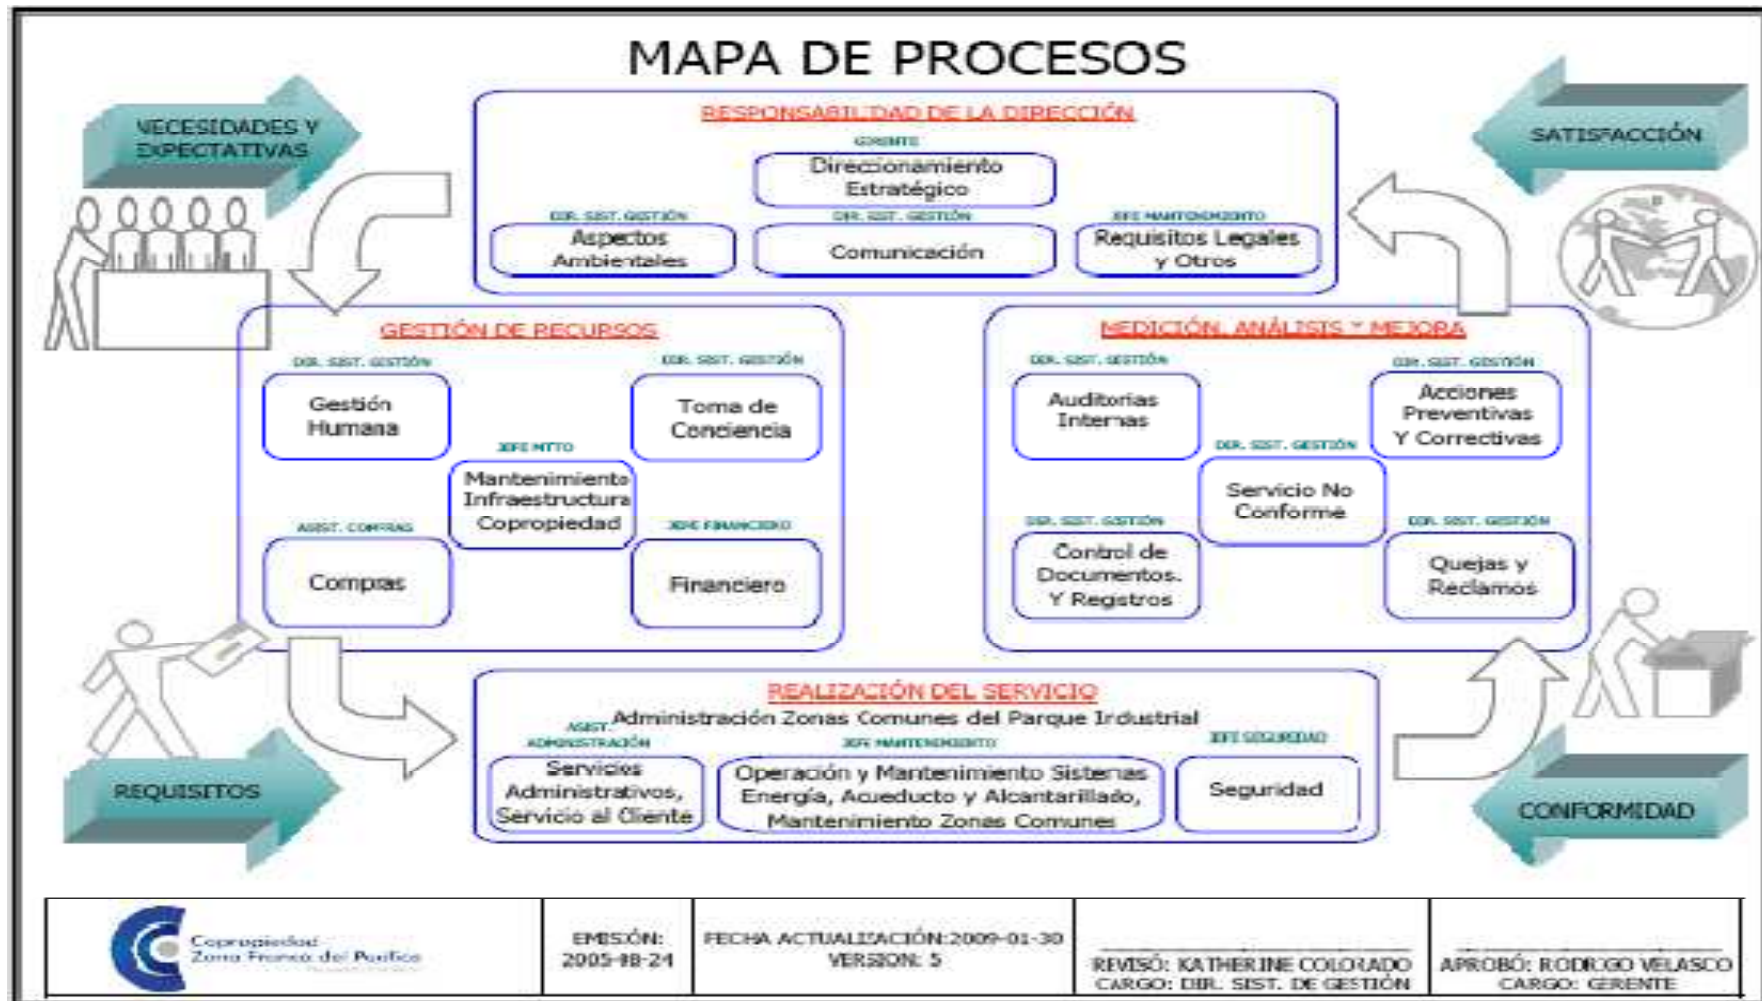 MAPA DE PROCESOS
NECESIDADES Y
EXPECTATIVAS
SATISFACCIÓN
RESPONSABILIDAD DE LA DIRECCIÓN
GERENTE
Direccionamiento
Estratégico
DIR. SIST. GESTIÓN
Aspectos
Ambientales
DIR. SIST. GESTIÓN
Comunicación
JEFE MANTENIMIENTO
Requisitos Legales
y Otros
GESTIÓN DE RECURSOS
DIR. SIST. GESTIÓN
Gestión
Humana
DIR. SIST. GESTIÓN
Toma de
Conciencia
JEFE MTTO
Mantenimiento
Infraestructura
Copropiedad
ASIST. COMPRAS
Compras
JEFE FINANCIERO
Financiero
MEDICIÓN, ANÁLISIS Y MEJORA
DIR. SIST. GESTIÓN
Auditorias
Internas
DIR. SIST. GESTIÓN
Acciones
Preventivas
Y Correctivas
DIR. SIST. GESTIÓN
Servicio No
Conforme
DIR. SIST. GESTIÓN
Control de
Documentos.
Y Registros
DIR. SIST. GESTIÓN
Quejas y
Reclamos
REALIZACIÓN DEL SERVICIO
Administración Zonas Comunes del Parque Industrial
ASIST.
ADMINISTRACIÓN
Servicios
Administrativos,
Servicio al Cliente
JEFE MANTENIMIENTO
Operación y Mantenimiento Sistemas
Energía, Acueducto y Alcantarillado,
Mantenimiento Zonas Comunes
JEFE SEGURIDAD
Seguridad
REQUISITOS
CONFORMIDAD
Copropiedad
Zona Franca del Pacífico
EMISIÓN:
2005-08-24
FECHA ACTUALIZACIÓN:2009-01-30
VERSION: 5
REVISÓ: KATHERINE COLORADO
CARGO: DIR. SIST. DE GESTIÓN
APROBÓ: RODRIGO VELASCO
CARGO: GERENTE